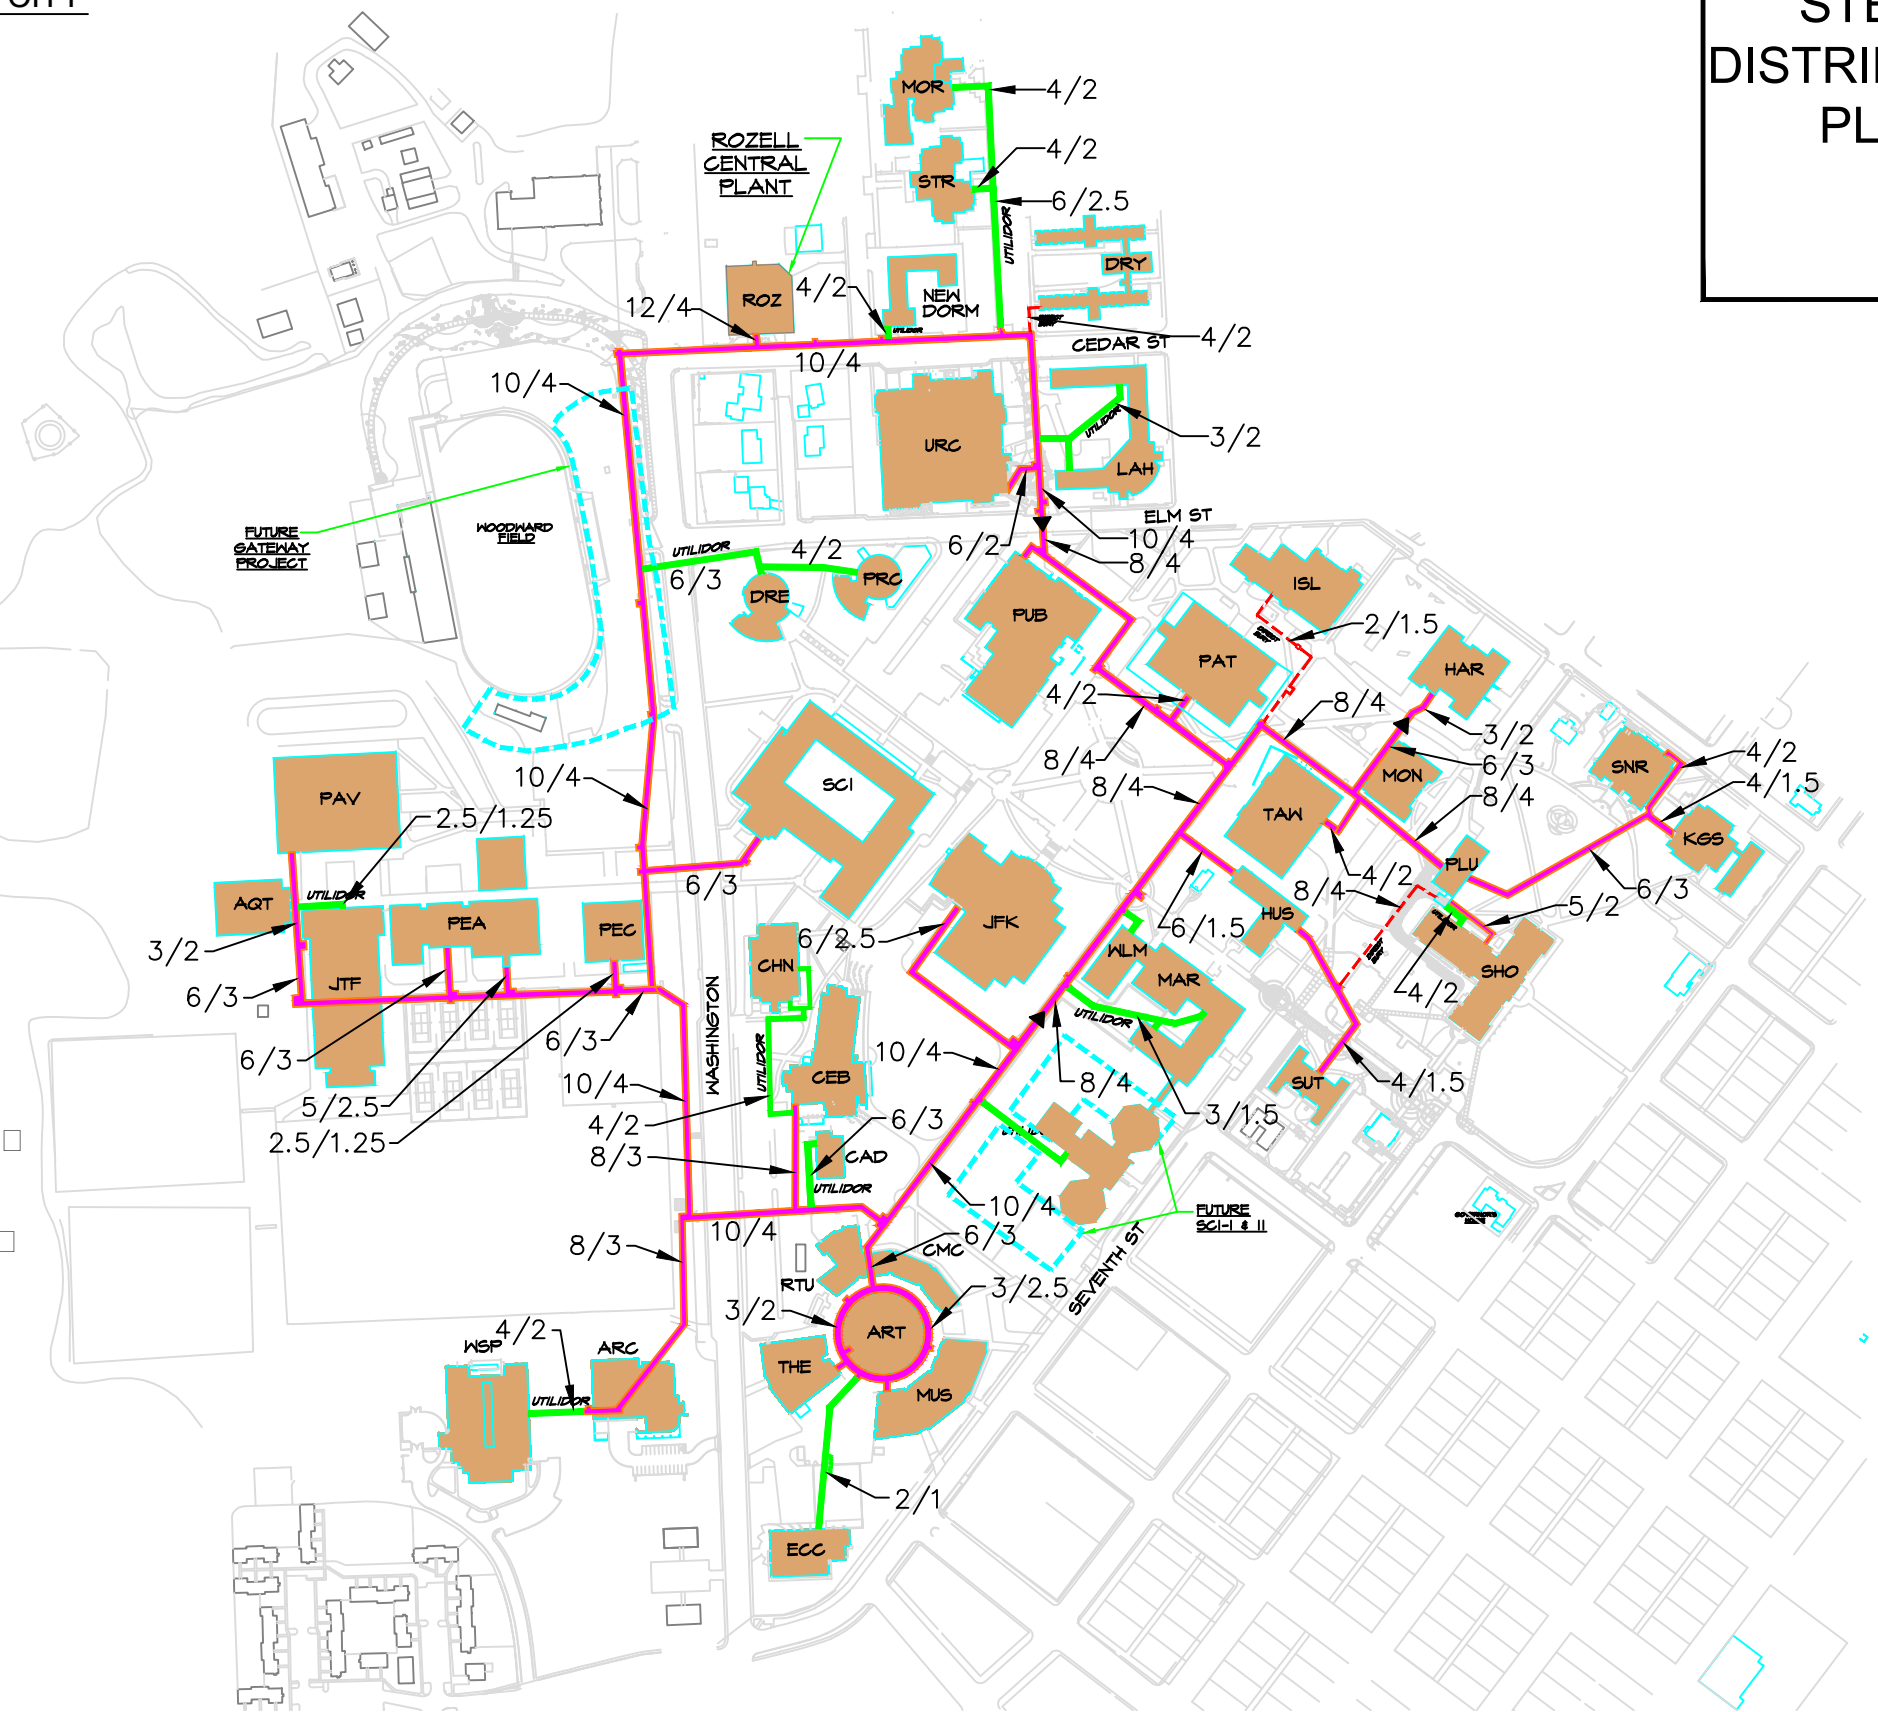 MOR
4/2
ROZELL
CENTRAL
PLANT
4/2
STR
6/2.5
UTILIDOR
DRY
ROZ
4/2
NEW
DORM
12/4
UTILIDOR
4/2
CEDAR ST
10/4
10/4
UTILIDOR
3/2
URC
LAH
FUTURE
GATEWAY
PROJECT
WOODWARD
FIELD
ELM ST
10/4
6/2
8/4
UTILIDOR
4/2
6/3
DRE
PRC
ISL
PUB
2/1.5
PAT
HAR
4/2
8/4
3/2
8/4
6/3
MON
SNR
4/2
10/4
SCI
8/4
8/4
4/1.5
PAV
2.5/1.25
TAW
KGS
PLU
6/3
4/2
8/4
6/3
UTILIDOR
AQT
PEA
PEC
JFK
HUS
5/2
3/2
6/2.5
6/1.5
WLM
CHN
MAR
SHO
JTF
6/3
4/2
WASHINGTON
UTILIDOR
6/3
6/3
10/4
UTILIDOR
CEB
8/4
SUT
4/1.5
10/4
5/2.5
3/1.5
4/2
6/3
2.5/1.25
8/3
CAD
UTILIDOR
10/4
FUTURE
SCI-I & II
10/4
6/3
CMC
8/3
RTU
SEVENTH ST
3/2.5
3/2
ART
WSP
4/2
ARC
THE
MUS
UTILIDOR
2/1
ECC